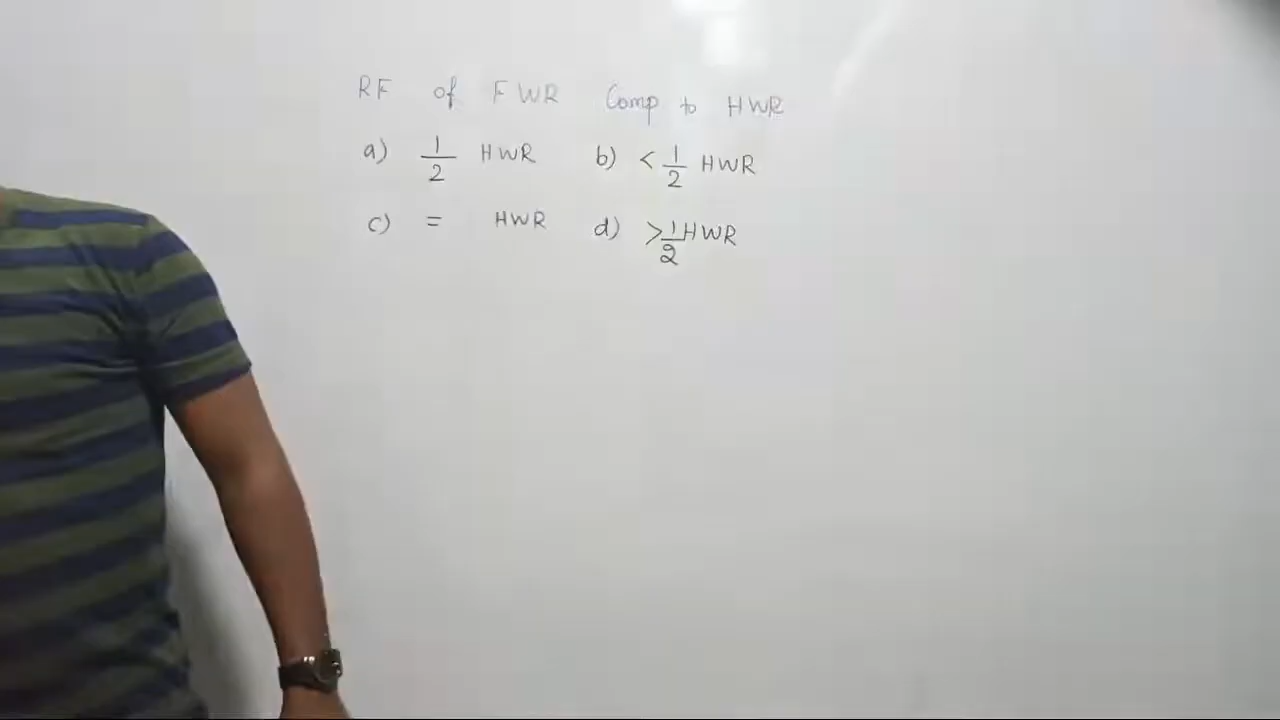 RF of FWR Comp to HWR
a) 1/2 HWR b) < 1/2 HWR
c) = HWR d) > 1/2 HWR